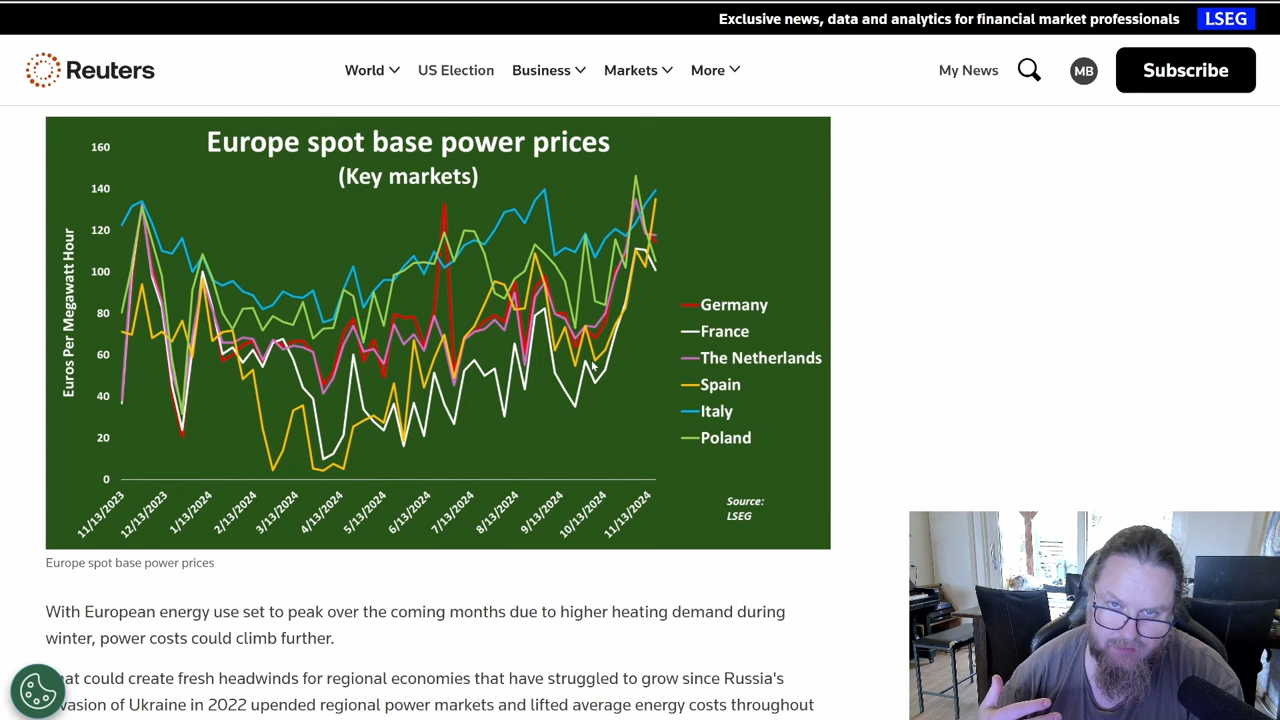 Exclusive news, data and analytics for financial market professionals LSEG
Reuters World US Election Business Markets More My News MB Subscribe
Europe spot base power prices
(Key markets)
Euros Per Megawatt Hour
160
140
120
100
80
60
40
20
0
11/13/2023
12/13/2023
1/13/2024
2/13/2024
3/13/2024
4/13/2024
5/13/2024
6/13/2024
7/13/2024
8/13/2024
9/13/2024
10/13/2024
11/13/2024
Germany
France
The Netherlands
Spain
Italy
Poland
Source:
LSEG
Europe spot base power prices
With European energy use set to peak over the coming months due to higher heating demand during
winter, power costs could climb further.
could create fresh headwinds for regional economies that have struggled to grow since Russia's
of Ukraine in 2022 upended regional power markets and lifted average energy costs throughout